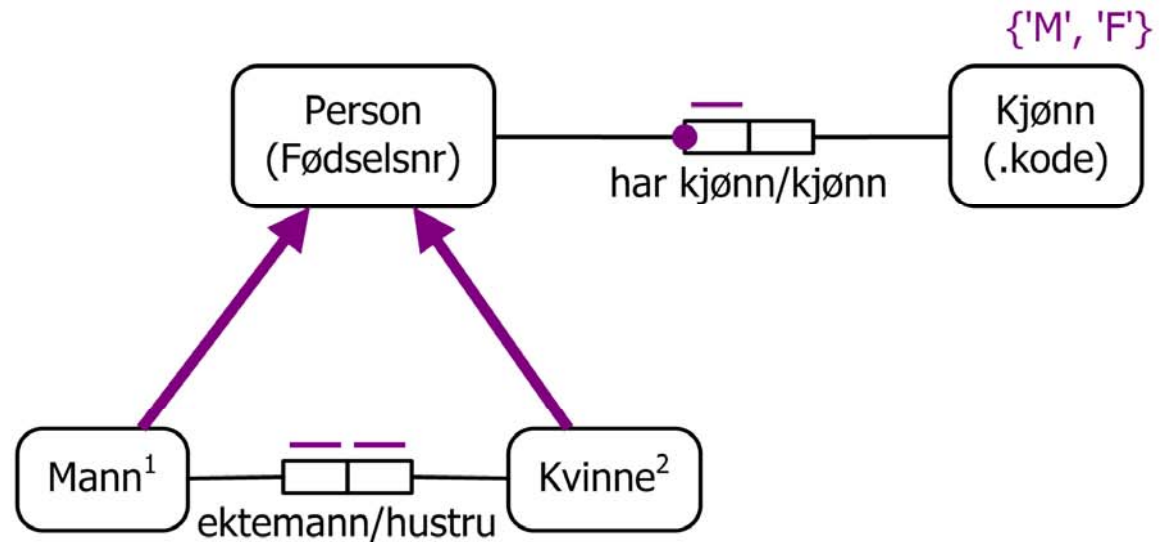 {'M', 'F'}
Person
(Fødselsnr)
Kjønn
(.kode)
har kjønn/kjønn
Mann¹
Kvinne²
ektemann/hustru